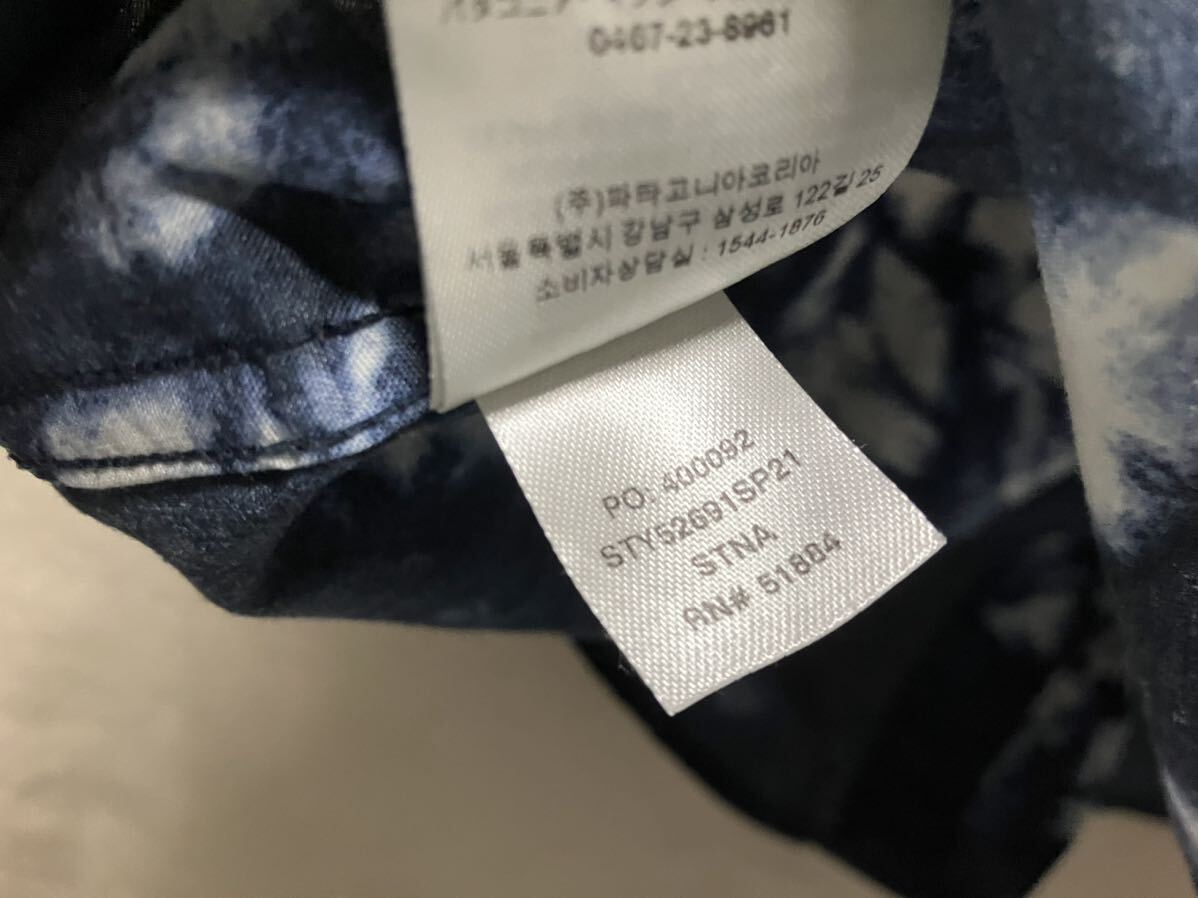 0467-23-8961
(주)파타고니아코리아
서울특별시 강남구 삼성로 122길 25
소비자상담실 : 1544-1876
PO: 400092
STY52691SP21
STNA
RN# 51884